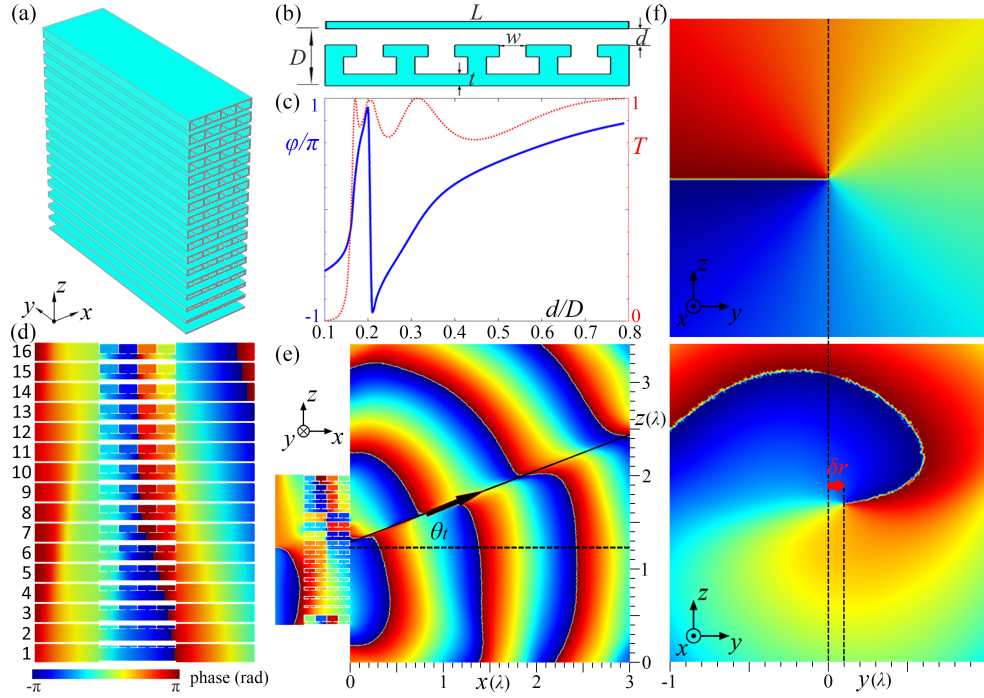 (a)
y
z
x
(b)
L
D
w
d
t
(c)
1
φ/π
-1
1
T
0
d/D
0.1 0.2 0.3 0.4 0.5 0.6 0.7 0.8
(d)
16
15
14
13
12
11
10
9
8
7
6
5
4
3
2
1
-π phase (rad) π
(e)
z
y x
θt
3
z(λ)
2
1
0
0 1 x(λ) 2 3
(f)
z
x y
δr
z
x y
-1 0 y(λ)